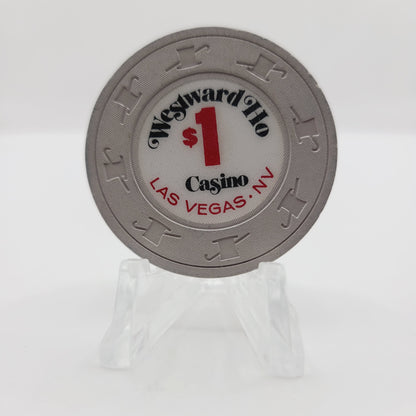 Westward Ho
$1
Casino
LAS VEGAS • NV